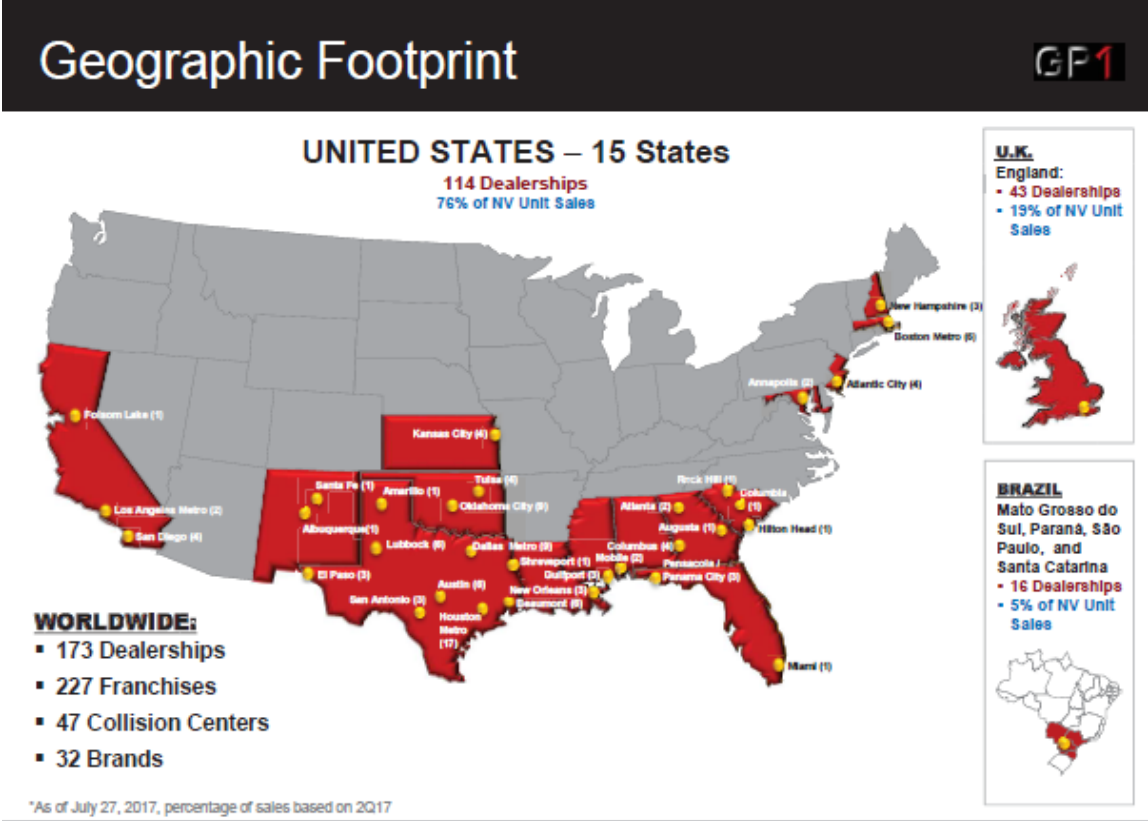 Geographic Footprint
GP1
UNITED STATES – 15 States
114 Dealerships
76% of NV Unit Sales
U.K.
England:
▪ 43 Dealerships
▪ 19% of NV Unit
Sales
New Hampshire (3)
Boston Metro (6)
Annapolis (2)
Atlantic City (4)
Folsom Lake (1)
Kansas City (4)
Santa Fe (1)
Amarillo (1)
Tulsa (4)
Rock Hill (1)
Columbia
(1)
Los Angeles Metro (2)
Oklahoma City (9)
Atlanta (2)
San Diego (4)
Albuquerque(1)
Augusta (1)
Hilton Head (1)
Lubbock (6)
Dallas Metro (9)
Columbus (4)
Mobile (2)
El Paso (3)
Shreveport (1)
Pensacola /
Panama City (3)
Gulfport (3)
Austin (6)
New Orleans (3)
San Antonio (3)
Beaumont (6)
Houston
Metro
(17)
Miami (1)
BRAZIL
Mato Grosso do
Sul, Paraná, São
Paulo, and
Santa Catarina
▪ 16 Dealerships
▪ 5% of NV Unit
Sales
WORLDWIDE:
▪ 173 Dealerships
▪ 227 Franchises
▪ 47 Collision Centers
▪ 32 Brands
*As of July 27, 2017, percentage of sales based on 2Q17